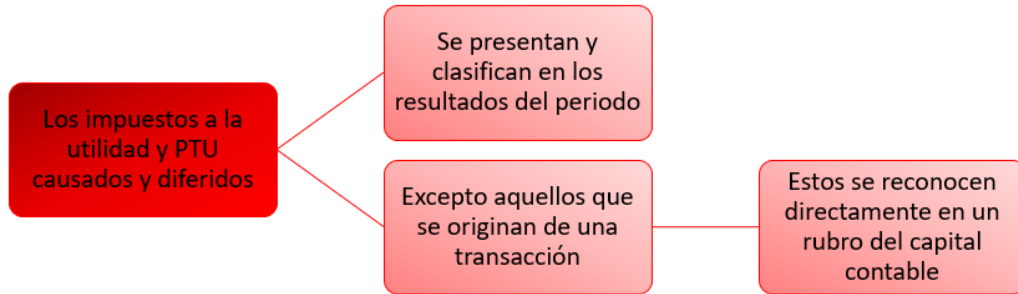 Los impuestos a la
utilidad y PTU
causados y diferidos
Se presentan y
clasifican en los
resultados del periodo
Excepto aquellos que
se originan de una
transacción
Estos se reconocen
directamente en un
rubro del capital
contable